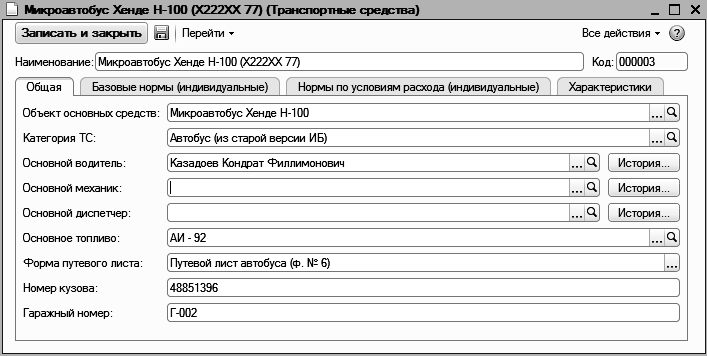 Микроавтобус Хенде Н-100 (Х222ХХ 77) (Транспортные средства)
Записать и закрыть Перейти Все действия ?
Наименование: Микроавтобус Хенде Н-100 (Х222ХХ 77) Код: 000003
Общая Базовые нормы (индивидуальные) Нормы по условиям расхода (индивидуальные) Характеристики
Объект основных средств: Микроавтобус Хенде Н-100 ...
Категория ТС: Автобус (из старой версии ИБ) ...
Основной водитель: Казадоев Кондрат Филлимонович ... История...
Основной механик: ... История...
Основной диспетчер: ... История...
Основное топливо: АИ - 92 ...
Форма путевого листа: Путевой лист автобуса (ф. № 6) ...
Номер кузова: 48851396
Гаражный номер: Г-002